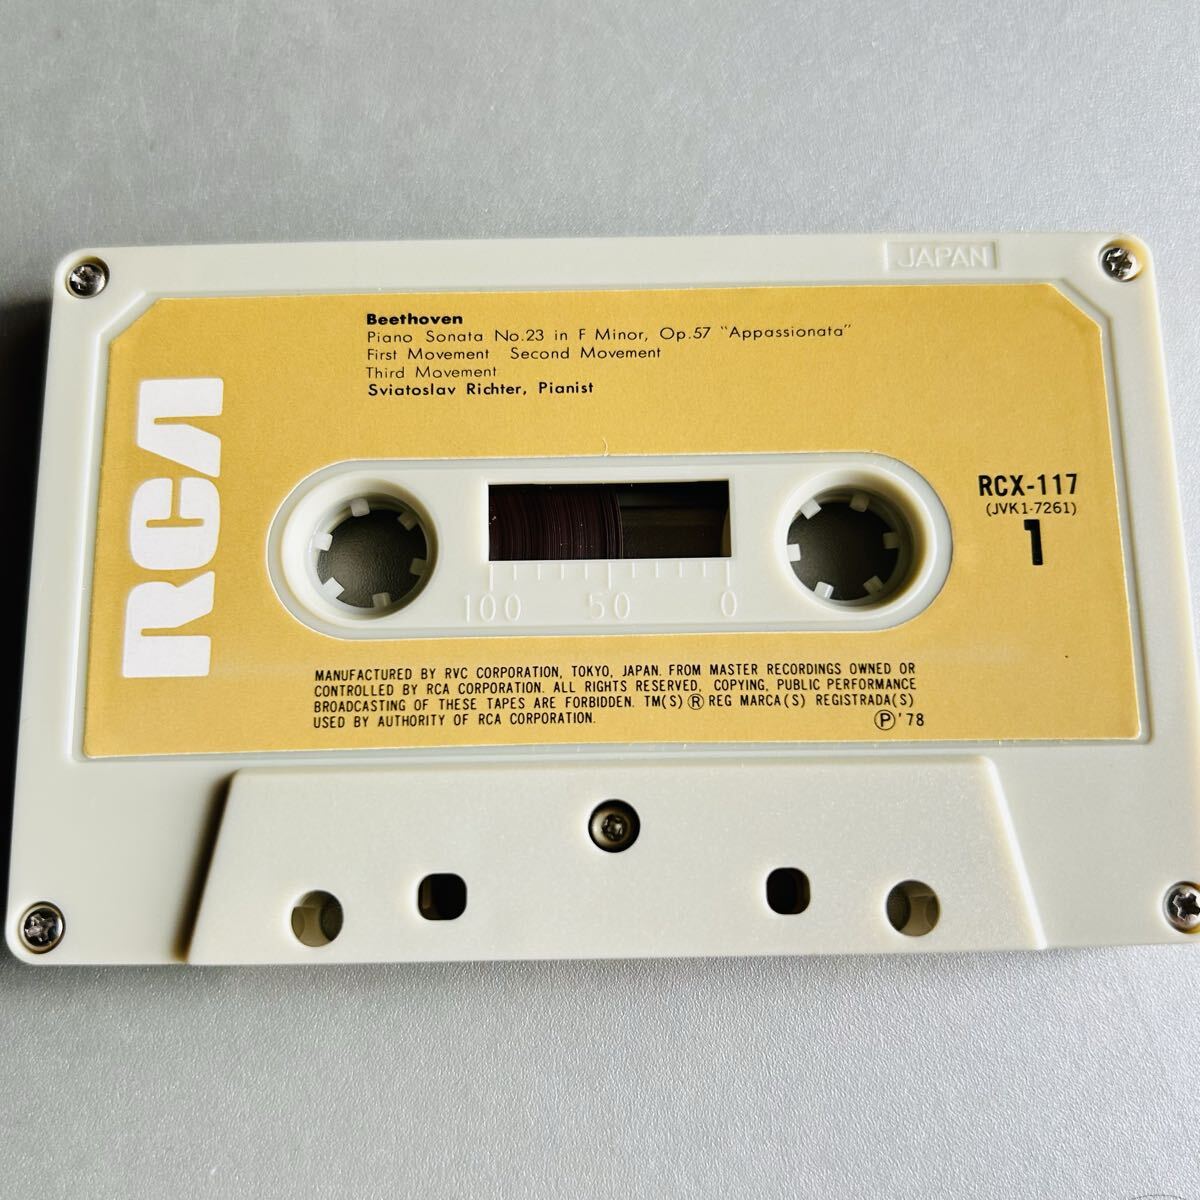 JAPAN
Beethoven
Piano Sonata No.23 in F Minor, Op.57 "Appassionata"
First Movement Second Movement
Third Movement
Sviatoslav Richter, Pianist
RCA
RCX-117
(JVK1-7261)
1
100 50 0
MANUFACTURED BY RVC CORPORATION, TOKYO, JAPAN. FROM MASTER RECORDINGS OWNED OR
CONTROLLED BY RCA CORPORATION. ALL RIGHTS RESERVED, COPYING, PUBLIC PERFORMANCE
BROADCASTING OF THESE TAPES ARE FORBIDDEN. TM(S) ® REG MARCA(S) REGISTRADA(S)
USED BY AUTHORITY OF RCA CORPORATION.
℗'78